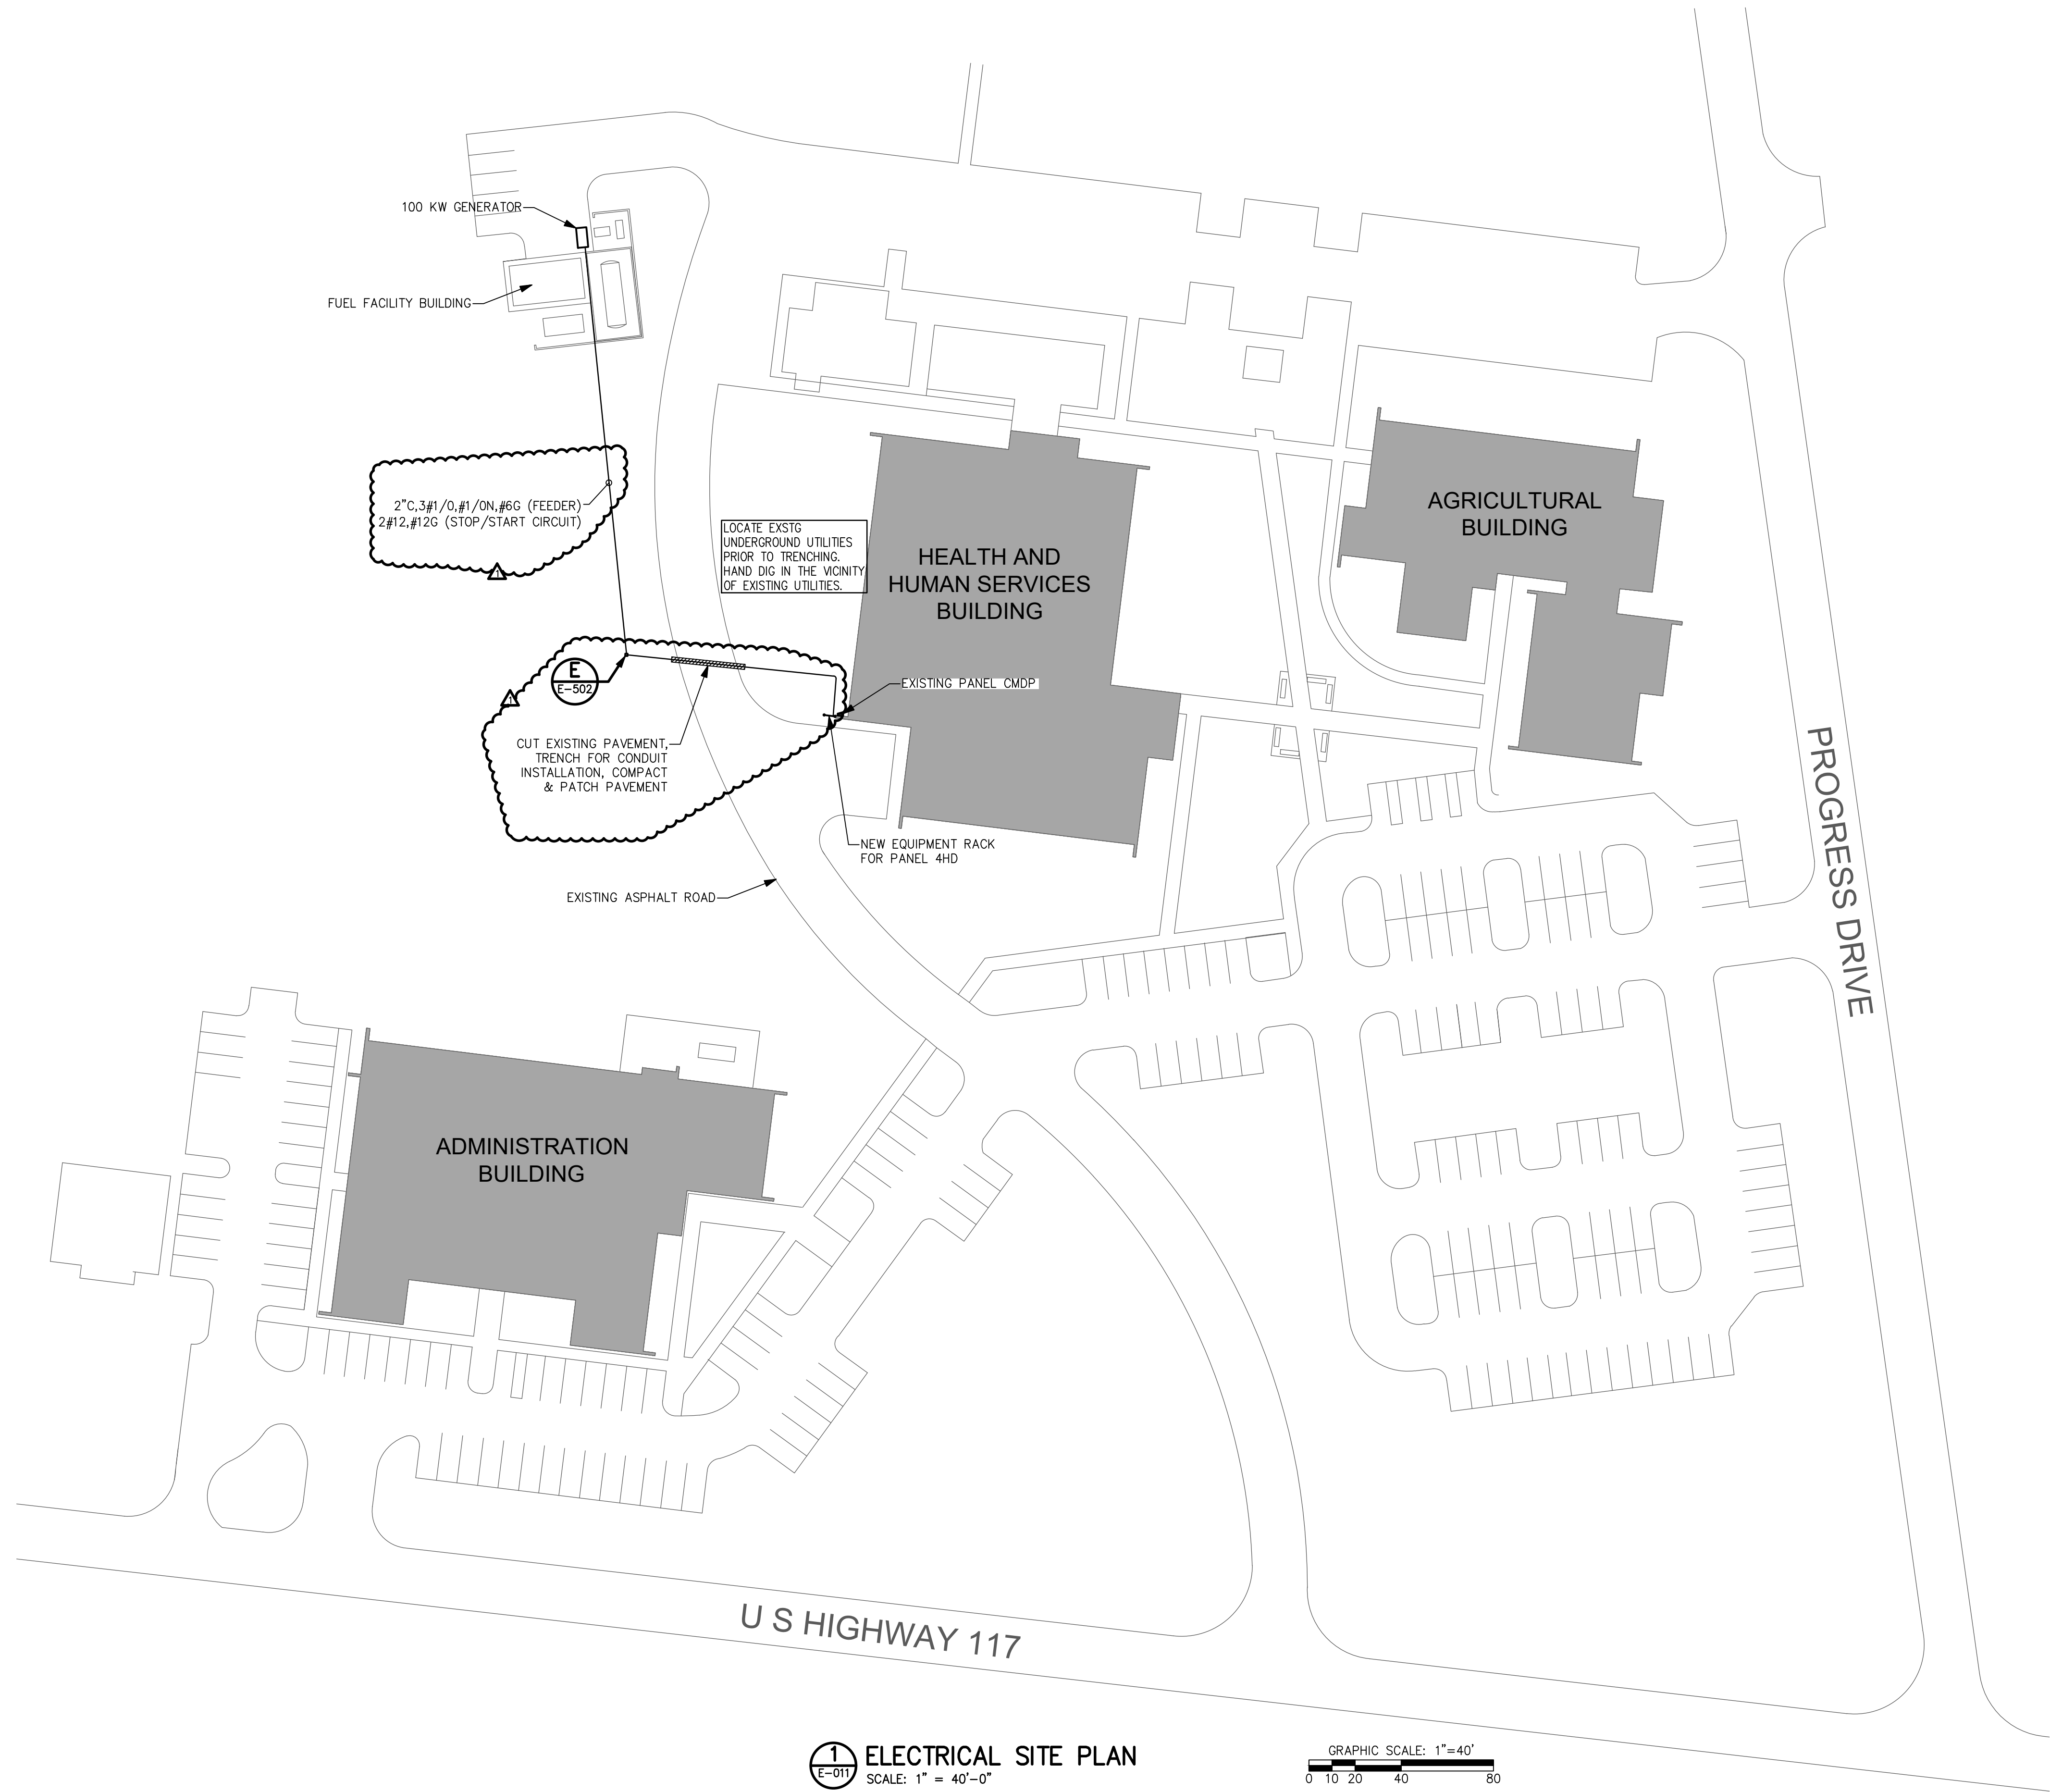 100 KW GENERATOR
FUEL FACILITY BUILDING
2"C,3#1/0,#1/0N,#6G (FEEDER)
2#12,#12G (STOP/START CIRCUIT)
1
LOCATE EXSTG
UNDERGROUND UTILITIES
PRIOR TO TRENCHING.
HAND DIG IN THE VICINITY
OF EXISTING UTILITIES.
HEALTH AND
HUMAN SERVICES
BUILDING
AGRICULTURAL
BUILDING
E
E-502
1
EXISTING PANEL CMDP
CUT EXISTING PAVEMENT,
TRENCH FOR CONDUIT
INSTALLATION, COMPACT
& PATCH PAVEMENT
NEW EQUIPMENT RACK
FOR PANEL 4HD
EXISTING ASPHALT ROAD
PROGRESS DRIVE
ADMINISTRATION
BUILDING
U S HIGHWAY 117
1
E-011
ELECTRICAL SITE PLAN
SCALE: 1" = 40'-0"
GRAPHIC SCALE: 1"=40'
0 10 20 40 80